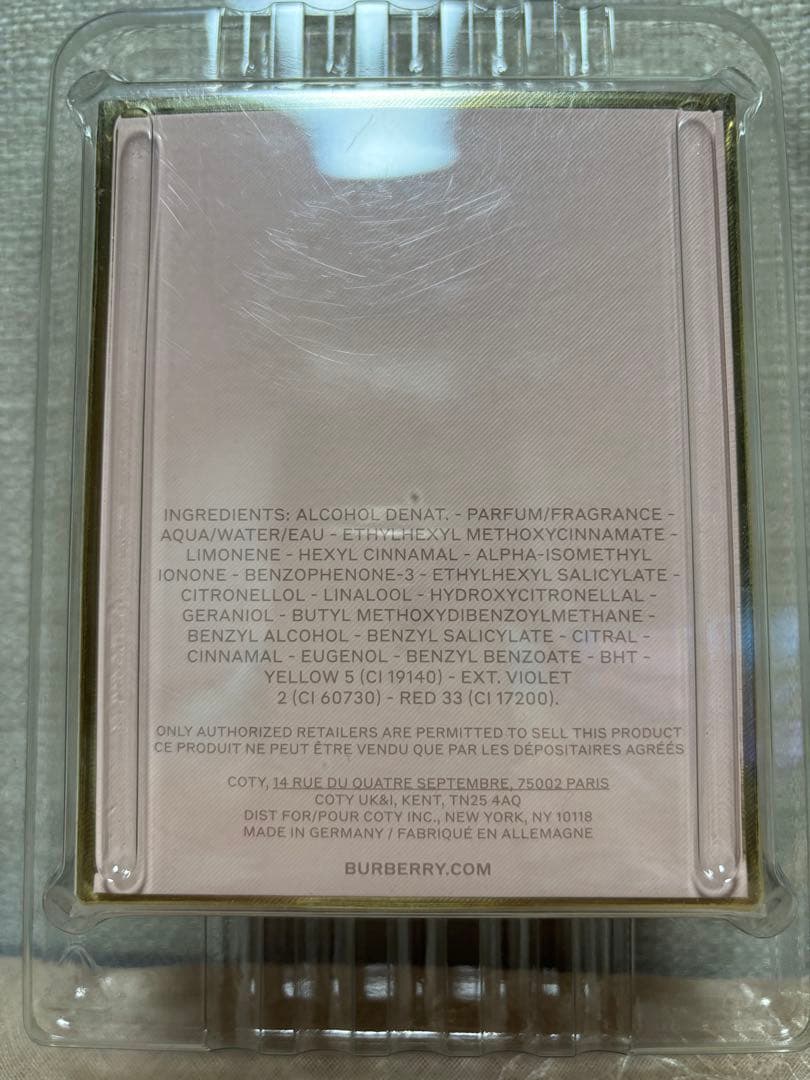 INGREDIENTS: ALCOHOL DENAT. - PARFUM/FRAGRANCE -
AQUA/WATER/EAU - ETHYLHEXYL METHOXYCINNAMATE -
LIMONENE - HEXYL CINNAMAL - ALPHA-ISOMETHYL
IONONE - BENZOPHENONE-3 - ETHYLHEXYL SALICYLATE -
CITRONELLOL - LINALOOL - HYDROXYCITRONELLAL -
GERANIOL - BUTYL METHOXYDIBENZOYLMETHANE -
BENZYL ALCOHOL - BENZYL SALICYLATE - CITRAL -
CINNAMAL - EUGENOL - BENZYL BENZOATE - BHT -
YELLOW 5 (CI 19140) - EXT. VIOLET
2 (CI 60730) - RED 33 (CI 17200).
ONLY AUTHORIZED RETAILERS ARE PERMITTED TO SELL THIS PRODUCT
CE PRODUIT NE PEUT ÊTRE VENDU QUE PAR LES DÉPOSITAIRES AGRÉÉS
COTY, 14 RUE DU QUATRE SEPTEMBRE, 75002 PARIS
COTY UK&I, KENT, TN25 4AQ
DIST FOR/POUR COTY INC., NEW YORK, NY 10118
MADE IN GERMANY / FABRIQUÉ EN ALLEMAGNE
BURBERRY.COM